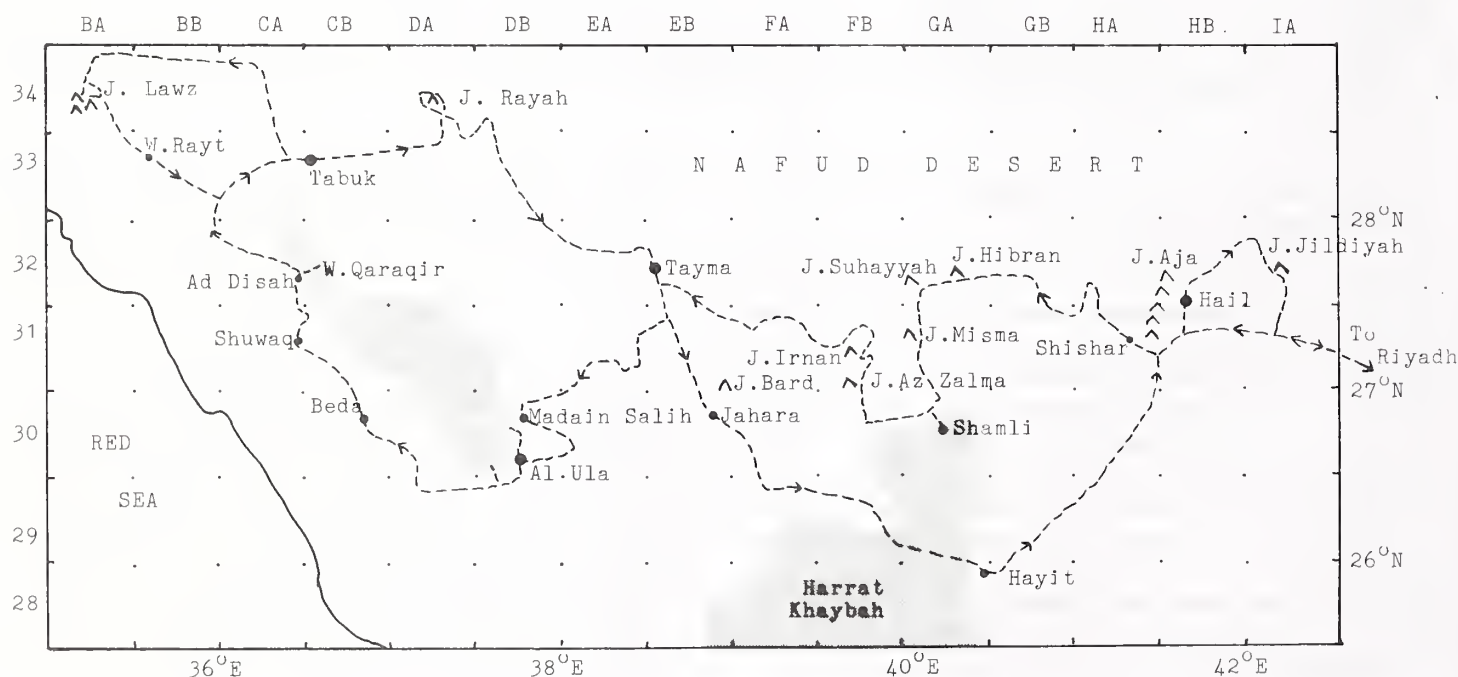 BA BB CA CB DA DB EA EB FA FB GA GB HA HB. IA
34
J. Lawz
J. Rayah
W.Rayt
33
Tabuk
NAFUD DESERT
28°N
J.Hibran
J.Jildiyah
J.Aja
32
W.Qaraqir
Ad Disah
Tayma
J.Suhayyah
Hail
31
Shuwaq
J.Misma
Shishar
To
Riyadh
J.Irnan
27°N
J.Bard.
J.Az Zalma
Beda
Madain Salih
Jahara
30
Shamli
RED
SEA
Al.Ula
29
26°N
Hayit
28
Harrat
Khaybah
36°E 38°E 40°E 42°E